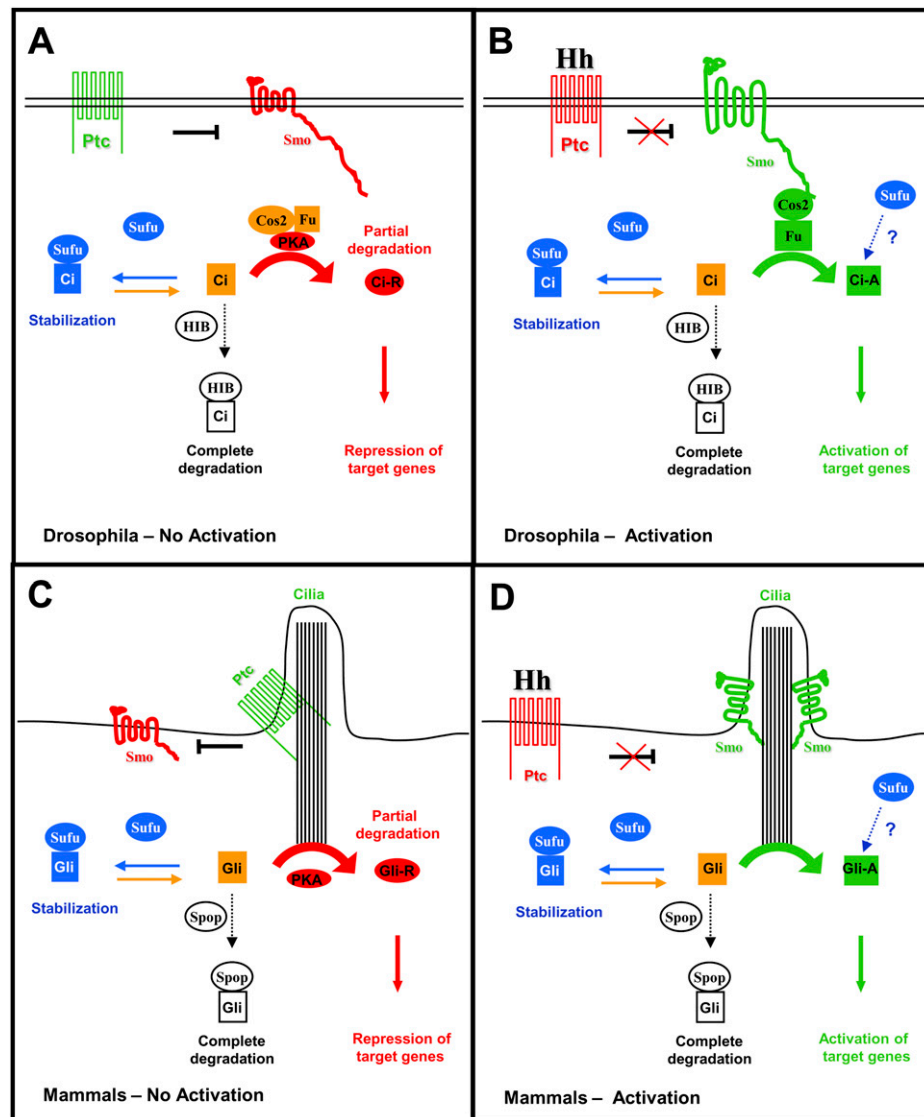 A
Ptc
Smo
Cos2
Fu
PKA
Sufu
Sufu
Ci
Stabilization
Ci
Partial
degradation
Ci-R
HIB
HIB
Ci
Complete
degradation
Repression of
target genes
Drosophila – No Activation
B
Hh
Ptc
Smo
Cos2
Fu
Sufu
?
Sufu
Sufu
Ci
Stabilization
Ci
Ci-A
HIB
HIB
Ci
Complete
degradation
Activation of
target genes
Drosophila – Activation
C
Cilia
Ptc
Smo
Sufu
Sufu
Gli
Stabilization
Gli
PKA
Partial
degradation
Gli-R
Spop
Spop
Gli
Complete
degradation
Repression of
target genes
Mammals – No Activation
D
Cilia
Hh
Ptc
Smo
Smo
Sufu
?
Sufu
Sufu
Gli
Stabilization
Gli
Gli-A
Spop
Spop
Gli
Complete
degradation
Activation of
target genes
Mammals – Activation